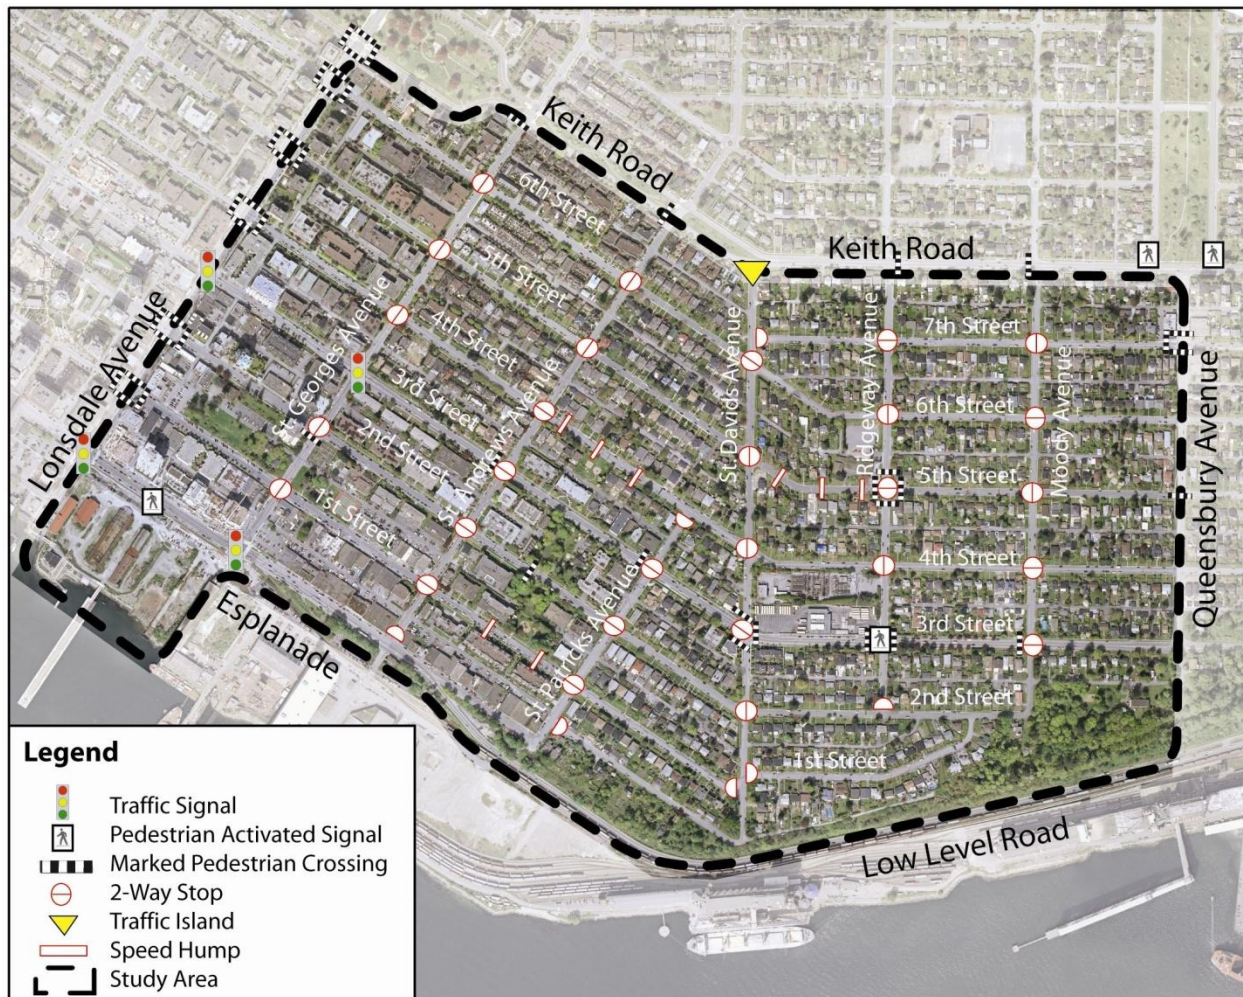 Keith Road
Keith Road
6th Street
5th Street
4th Street
3rd Street
2nd Street
1st Street
Lonsdale Avenue
St. Georges Avenue
St. Andrews Avenue
St. Patricks Avenue
St. Davids Avenue
Ridgeway Avenue
Moody Avenue
Queensbury Avenue
7th Street
6th Street
5th Street
4th Street
3rd Street
2nd Street
1st Street
Esplanade
Low Level Road
Legend
Traffic Signal
Pedestrian Activated Signal
Marked Pedestrian Crossing
2-Way Stop
Traffic Island
Speed Hump
Study Area